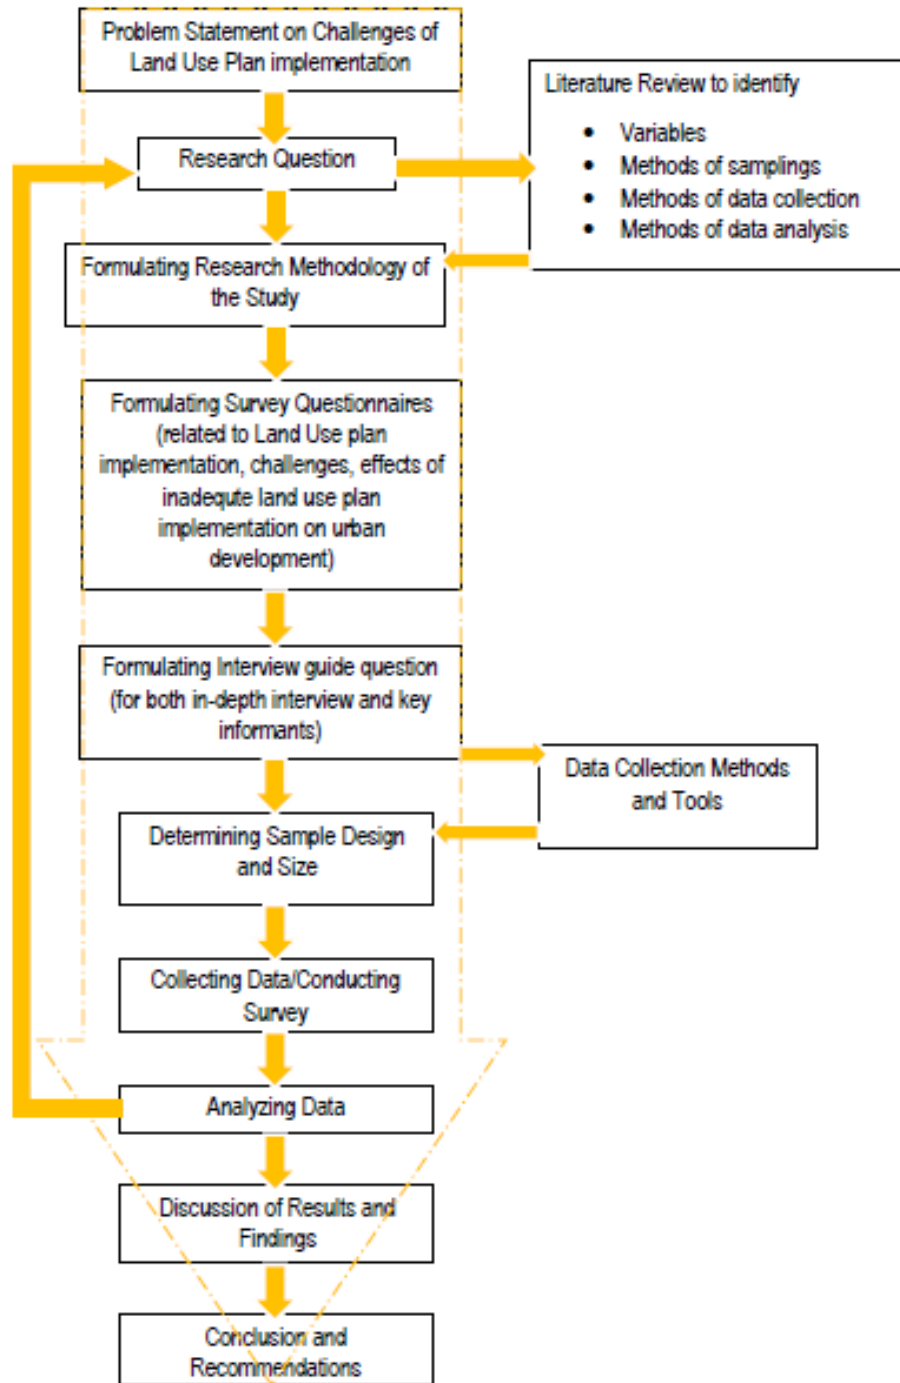 Problem Statement on Challenges of
Land Use Plan implementation
Literature Review to identify
• Variables
• Methods of samplings
• Methods of data collection
• Methods of data analysis
Research Question
Formulating Research Methodology of
the Study
Formulating Survey Questionnaires
(related to Land Use plan
implementation, challenges, effects of
inadequte land use plan
implementation on urban
development)
Formulating Interview guide question
(for both in-depth interview and key
informants)
Data Collection Methods
and Tools
Determining Sample Design
and Size
Collecting Data/Conducting
Survey
Analyzing Data
Discussion of Results and
Findings
Conclusion and
Recommendations